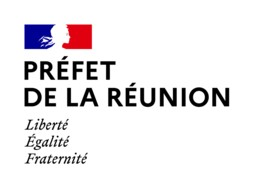 PRÉFET
DE LA RÉUNION
Liberté
Égalité
Fraternité